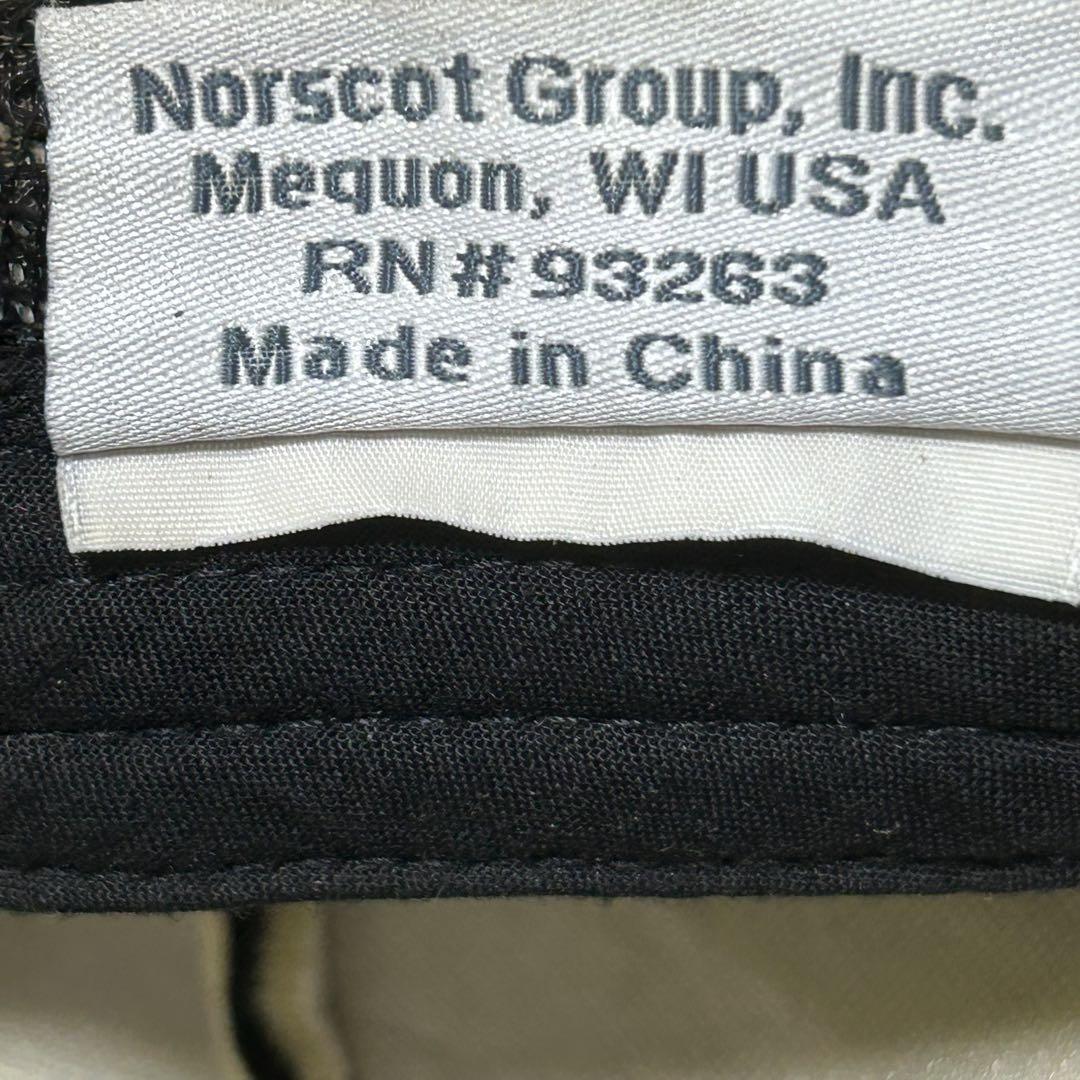 Norscot Group, Inc.
Mequon, WI USA
RN#93263
Made in China